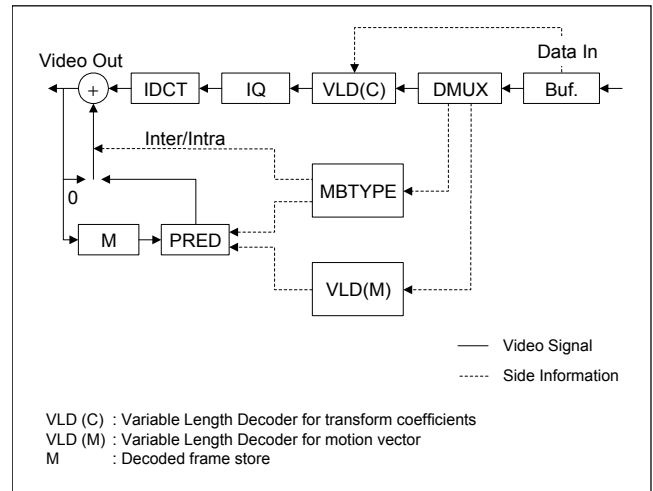 Video Out
Data In
+
IDCT
IQ
VLD(C)
DMUX
Buf.
Inter/Intra
MBTYPE
0
M
PRED
VLD(M)
Video Signal
Side Information
VLD (C) : Variable Length Decoder for transform coefficients
VLD (M) : Variable Length Decoder for motion vector
M : Decoded frame store